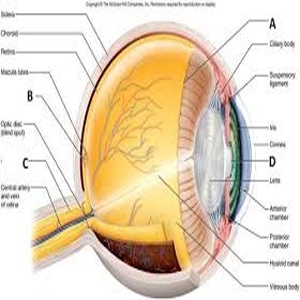 Copyright © The McGraw-Hill Companies, Inc. Permission required for reproduction or display.
Sclera
Choroid
Retina
Macula lutea
B
Optic disc
(blind spot)
C
Central artery
and vein
of retina
A
Ciliary body
Suspensory
ligament
Iris
Cornea
D
Lens
Anterior
chamber
Posterior
chamber
Hyaloid canal
Vitreous body